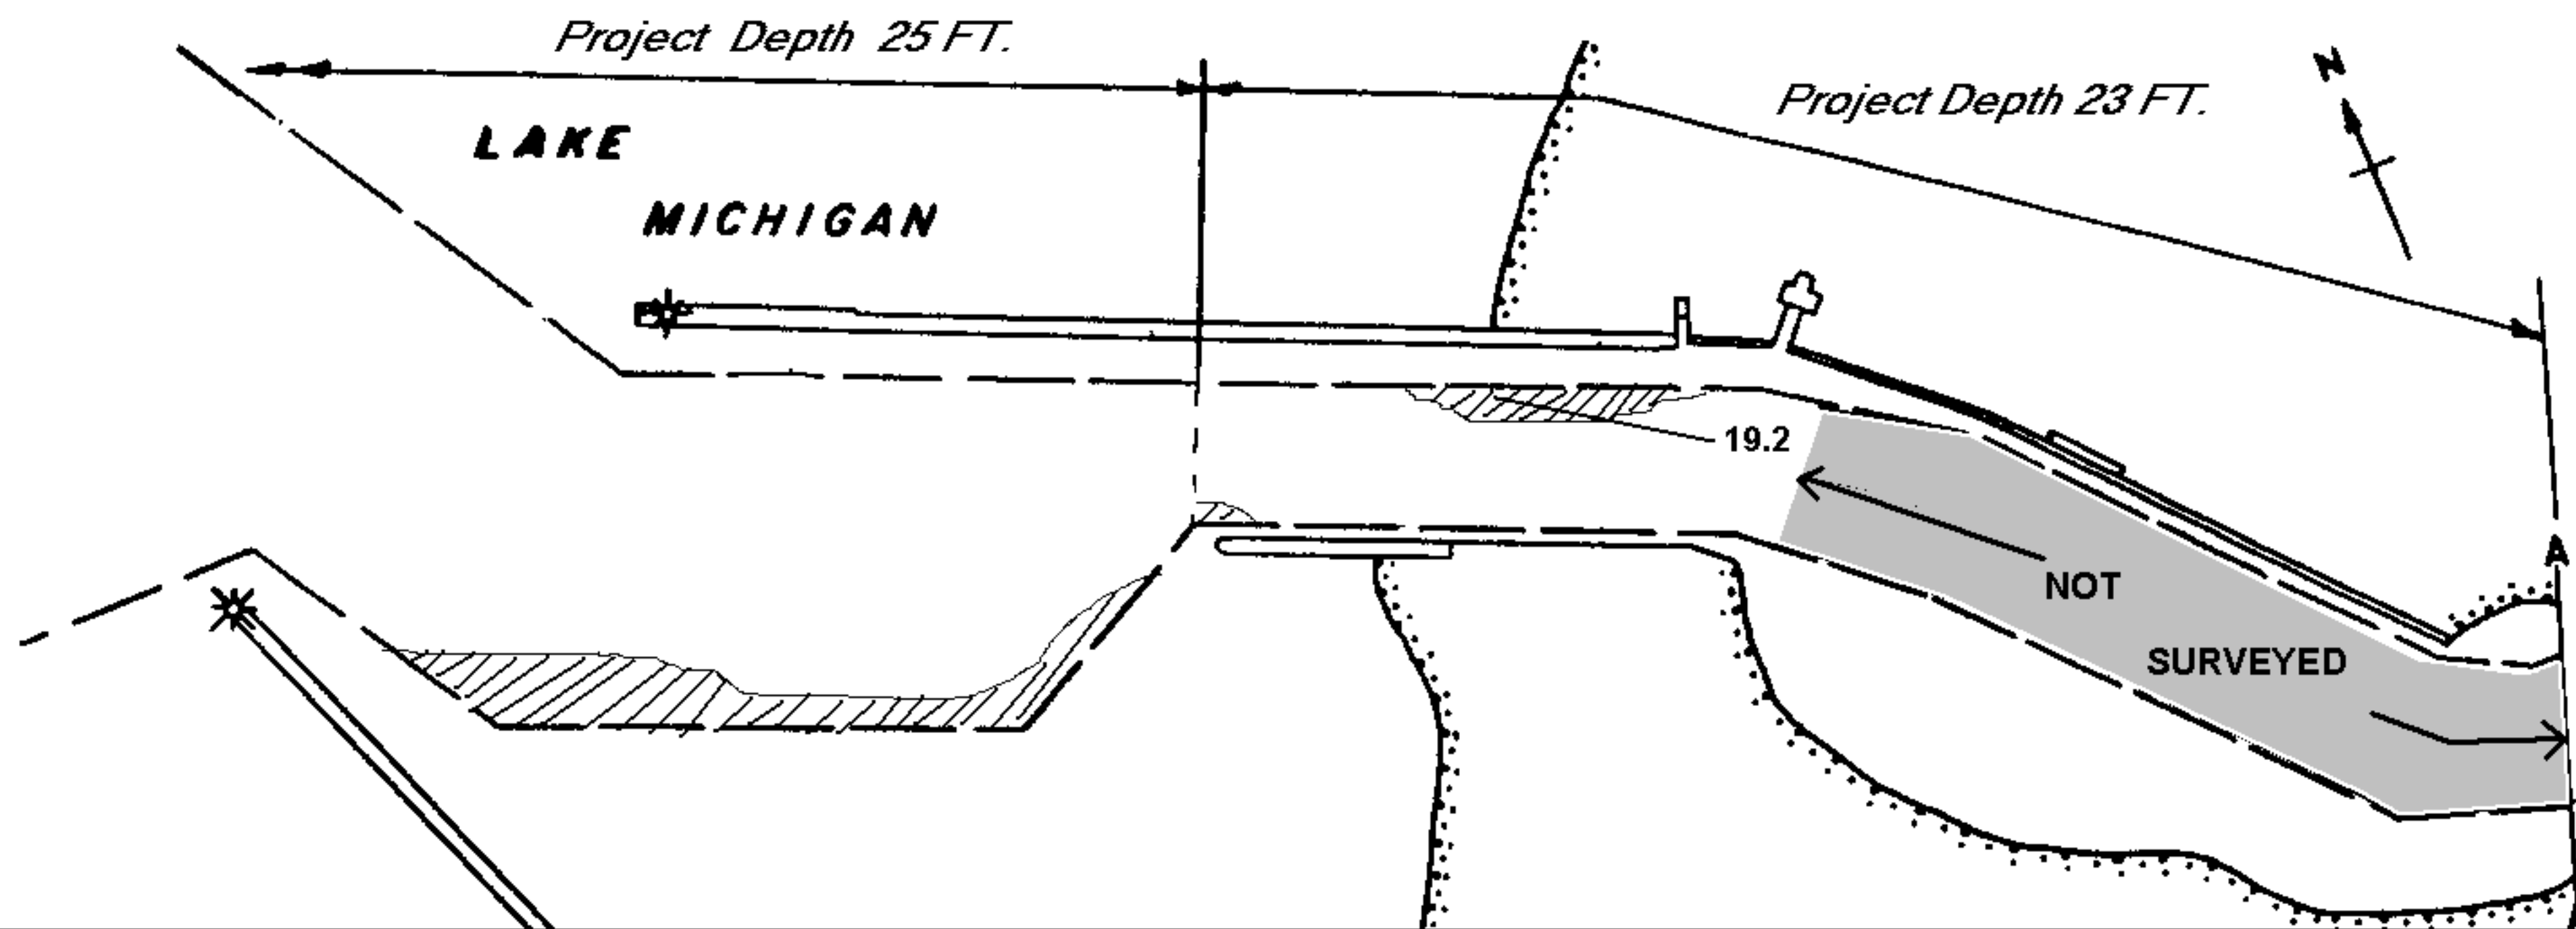 Project Depth 25 FT.
Project Depth 23 FT.
N
LAKE
MICHIGAN
19.2
NOT
SURVEYED
A